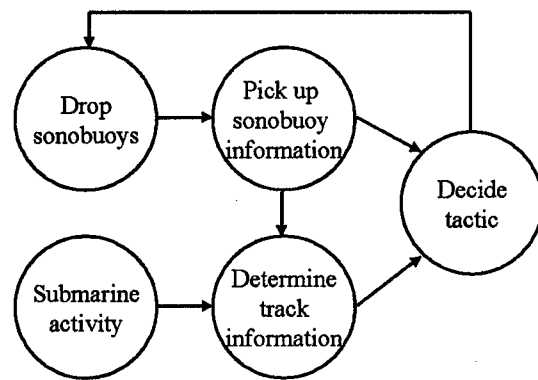 Drop
sonobuoys
Pick up
sonobuoy
information
Decide
tactic
Submarine
activity
Determine
track
information